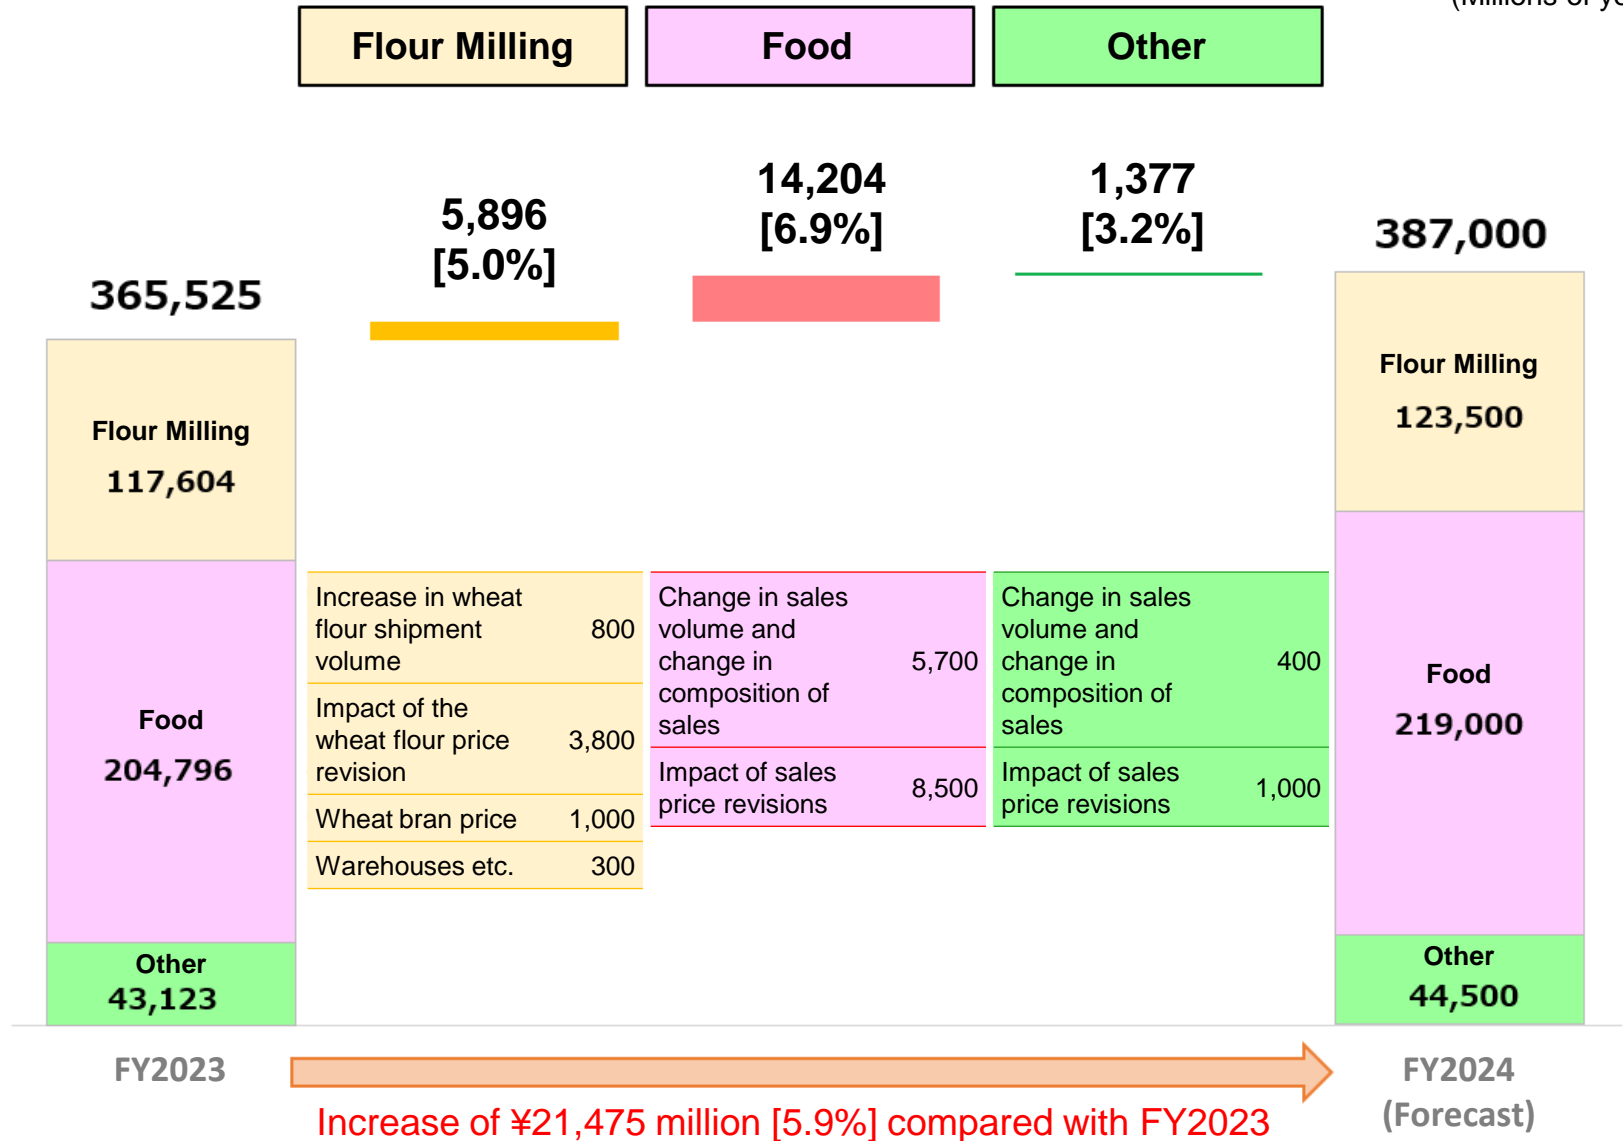 (Millions of ye
Flour Milling
Food
Other
5,896
[5.0%]
14,204
[6.9%]
1,377
[3.2%]
365,525
387,000
Flour Milling
117,604
Food
204,796
Other
43,123
Increase in wheat
flour shipment
volume
800
Impact of the
wheat flour price
revision
3,800
Wheat bran price
1,000
Warehouses etc.
300
Change in sales
volume and
change in
composition of
sales
5,700
Impact of sales
price revisions
8,500
Change in sales
volume and
change in
composition of
sales
400
Impact of sales
price revisions
1,000
Flour Milling
123,500
Food
219,000
Other
44,500
FY2023
FY2024
(Forecast)
Increase of ¥21,475 million [5.9%] compared with FY2023